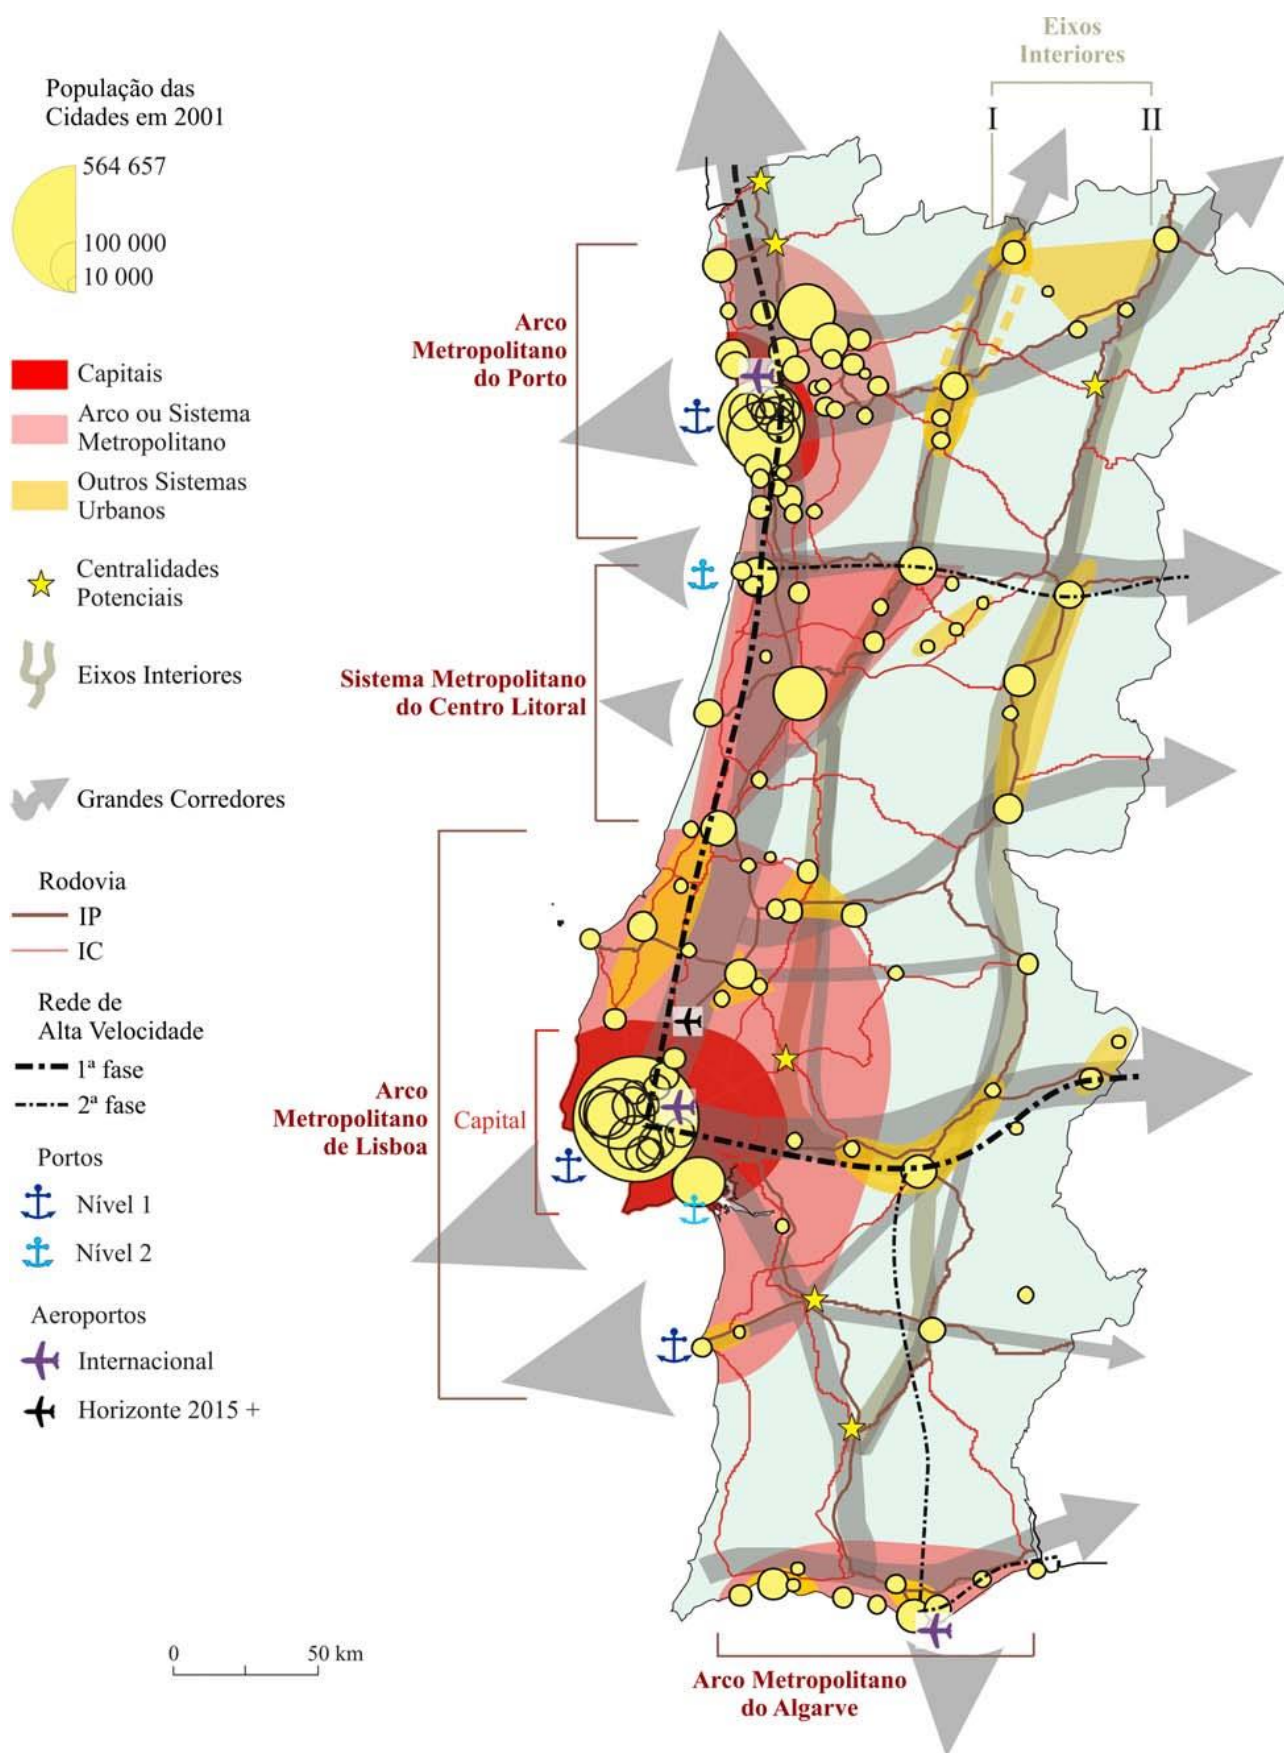 População das
Cidades em 2001
564 657
100 000
10 000
Capitais
Arco ou Sistema
Metropolitano
Outros Sistemas
Urbanos
Centralidades
Potenciais
Eixos Interiores
Grandes Corredores
Rodovia
IP
IC
Rede de
Alta Velocidade
1ª fase
2ª fase
Portos
Nível 1
Nível 2
Aeroportos
Internacional
Horizonte 2015 +
0 50 km
Eixos
Interiores
I II
Arco
Metropolitano
do Porto
Sistema Metropolitano
do Centro Litoral
Arco
Metropolitano
de Lisboa
Capital
Arco Metropolitano
do Algarve